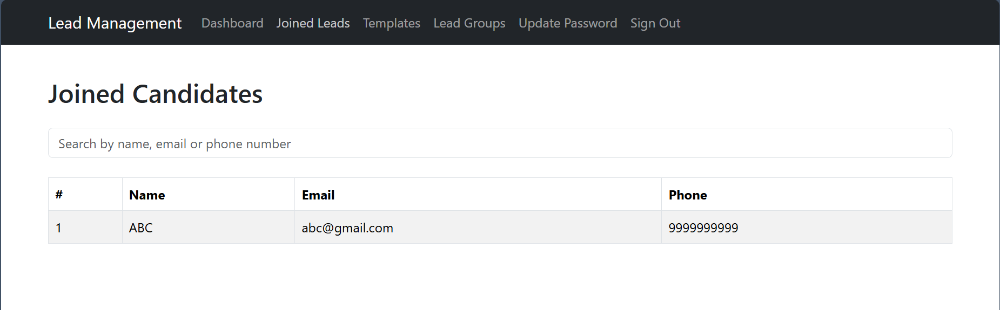 Lead Management Dashboard Joined Leads Templates Lead Groups Update Password Sign Out
Joined Candidates
Search by name, email or phone number
# Name Email Phone
1 ABC abc@gmail.com 9999999999